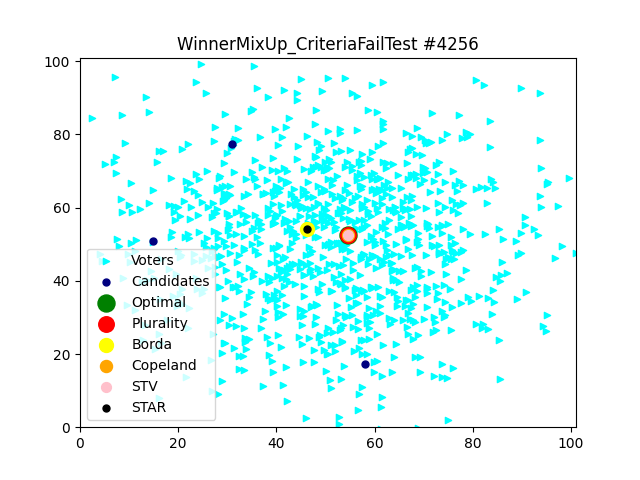 WinnerMixUp_CriteriaFailTest #4256
100
80
60
40
20
0
Voters
Candidates
Optimal
Plurality
Borda
Copeland
STV
STAR
0 20 40 60 80 100